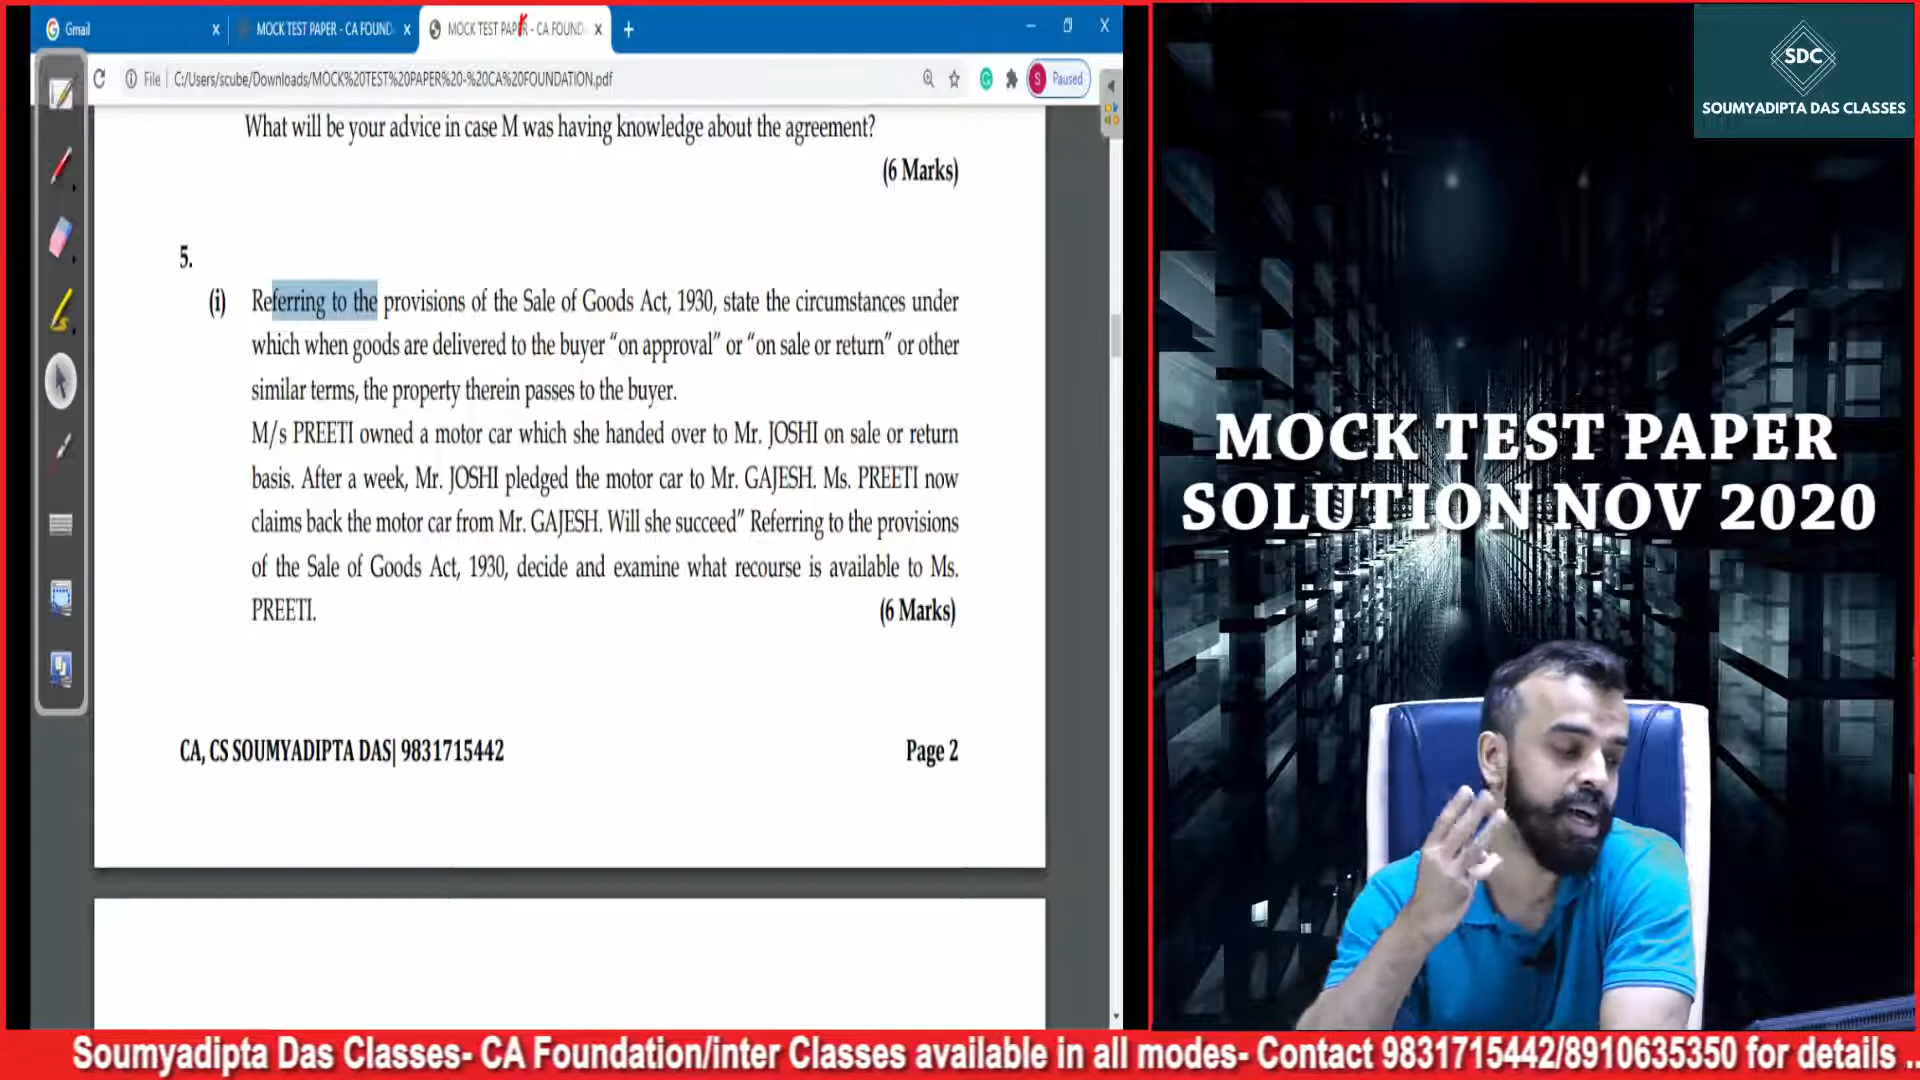 Gmail
MOCK TEST PAPER - CA FOUND
MOCK TEST PAPER - CA FOUND
File
C:/Users/scube/Downloads/MOCK%20TEST%20PAPER%20-%20CA%20FOUNDATION.pdf
S
Paused
What will be your advice in case M was having knowledge about the agreement?
(6 Marks)
5.
(i) Referring to the provisions of the Sale of Goods Act, 1930, state the circumstances under
which when goods are delivered to the buyer “on approval” or “on sale or return” or other
similar terms, the property therein passes to the buyer.
M/s PREETI owned a motor car which she handed over to Mr. JOSHI on sale or return
basis. After a week, Mr. JOSHI pledged the motor car to Mr. GAJESH. Ms. PREETI now
claims back the motor car from Mr. GAJESH. Will she succeed” Referring to the provisions
of the Sale of Goods Act, 1930, decide and examine what recourse is available to Ms.
PREETI.
(6 Marks)
CA, CS SOUMYADIPTA DAS| 9831715442
Page 2
SDC
SOUMYADIPTA DAS CLASSES
MOCK TEST PAPER
SOLUTION NOV 2020
Soumyadipta Das Classes- CA Foundation/inter Classes available in all modes- Contact 9831715442/8910635350 for details ..